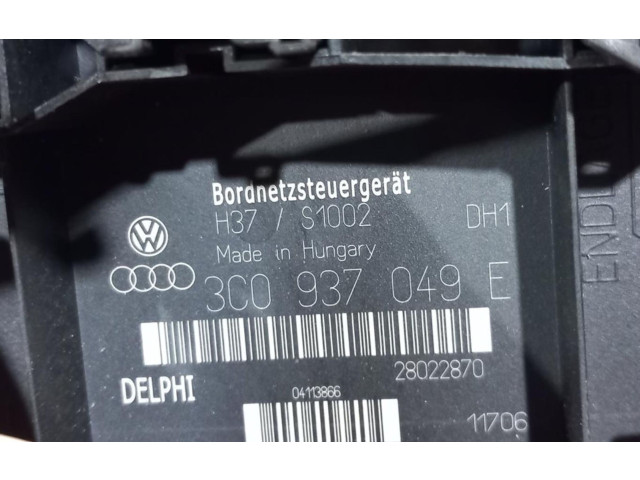 Bordnetzsteuergerät
H37 / S1002 DH1
Made in Hungary
3C0 937 049 E
28022870
DELPHI
04113866
11706